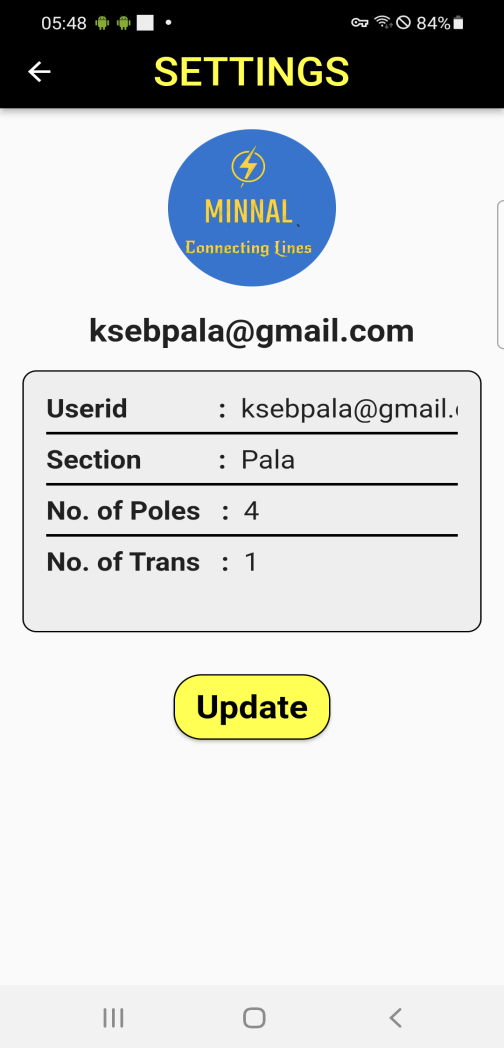 05:48
84%
SETTINGS
MINNAL
Connecting Lines
ksebpala@gmail.com
Userid : ksebpala@gmail.
Section : Pala
No. of Poles : 4
No. of Trans : 1
Update